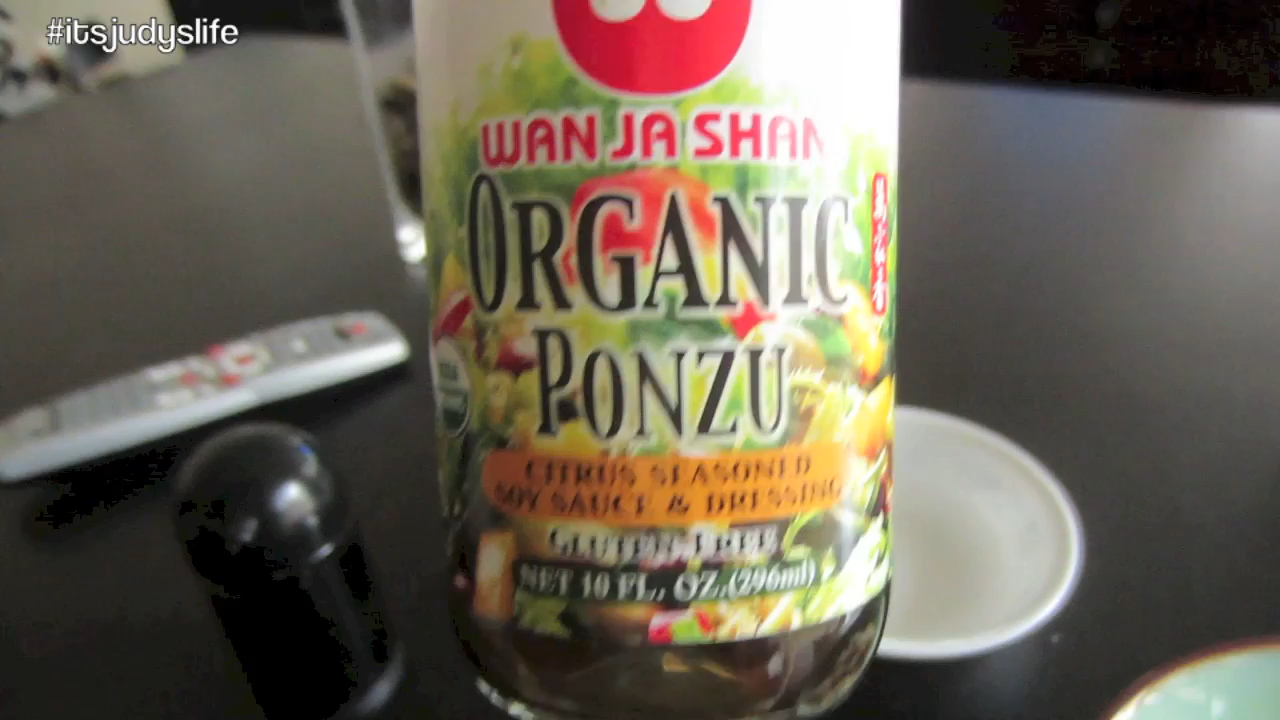 #itsjudyslife
WAN JA SHAN
ORGANIC
PONZU
CITRUS SEASONED
SOY SAUCE & DRESSING
GLUTEN FREE
NET 10 FL. OZ.(296ml)